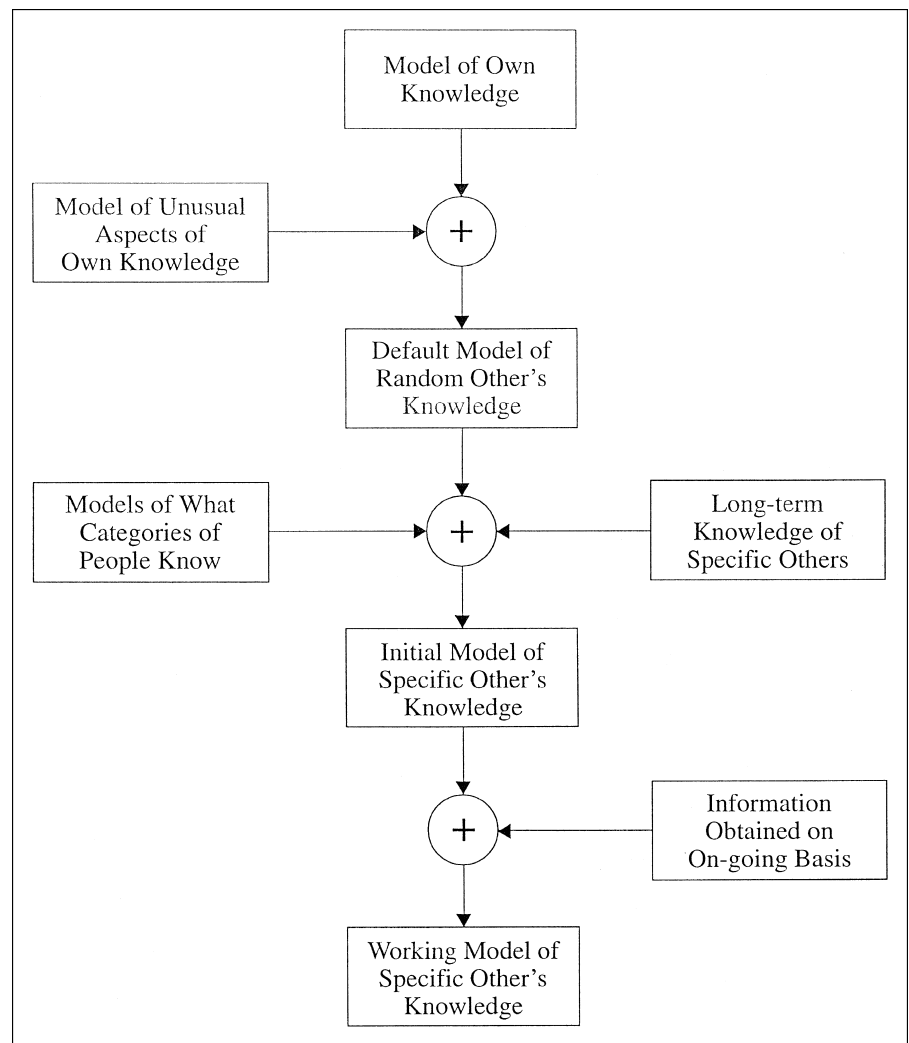 Model of Own
Knowledge
Model of Unusual
Aspects of
Own Knowledge
+
Default Model of
Random Other's
Knowledge
Models of What
Categories of
People Know
+
Long-term
Knowledge of
Specific Others
Initial Model of
Specific Other's
Knowledge
+
Information
Obtained on
On-going Basis
Working Model of
Specific Other's
Knowledge